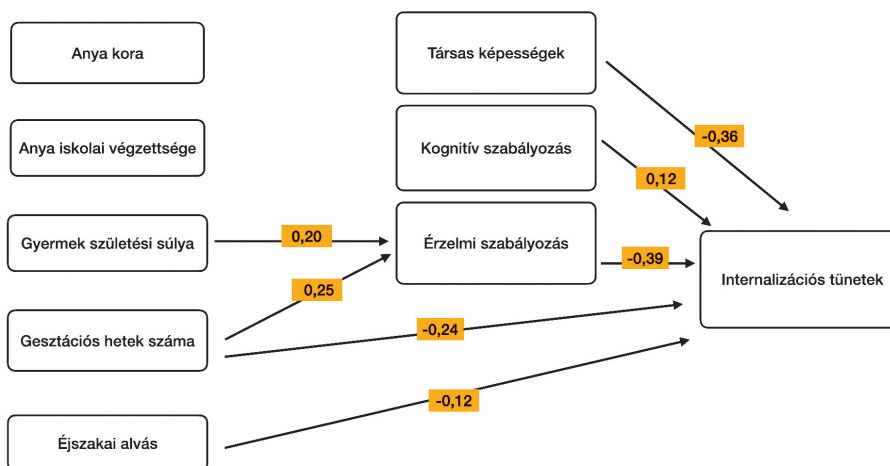 Anya kora
Társas képességek
-0,36
Anya iskolai végzettsége
Kognitív szabályozás
0,12
Gyermek születési súlya
0,20
Érzelmi szabályozás
-0,39
Internalizációs tünetek
0,25
Gesztációs hetek száma
-0,24
-0,12
Éjszakai alvás